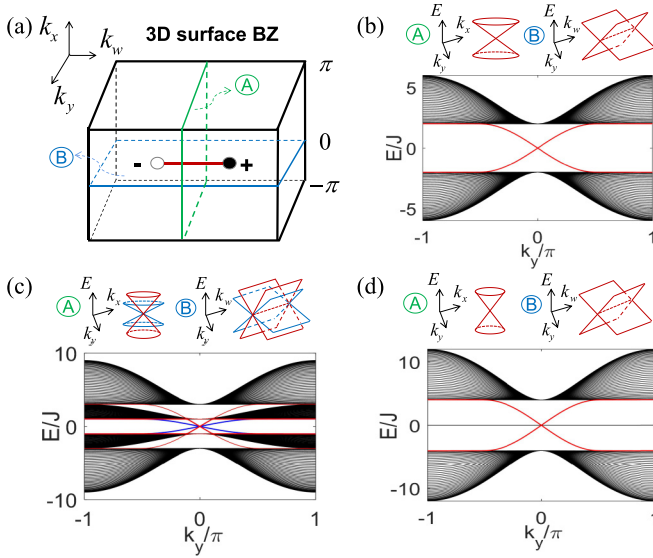 (a)
k_x
k_w
k_y
3D surface BZ
A
B
π
0
−π
-
+
(b)
A
E
k_x
k_y
B
E
k_w
k_y
E/J
5
0
-5
-1
0
1
k_y/π
(c)
A
E
k_x
k_y
B
E
k_w
k_y
E/J
10
0
-10
-1
0
1
k_y/π
(d)
A
E
k_x
k_y
B
E
k_w
k_y
E/J
10
0
-10
-1
0
1
k_y/π